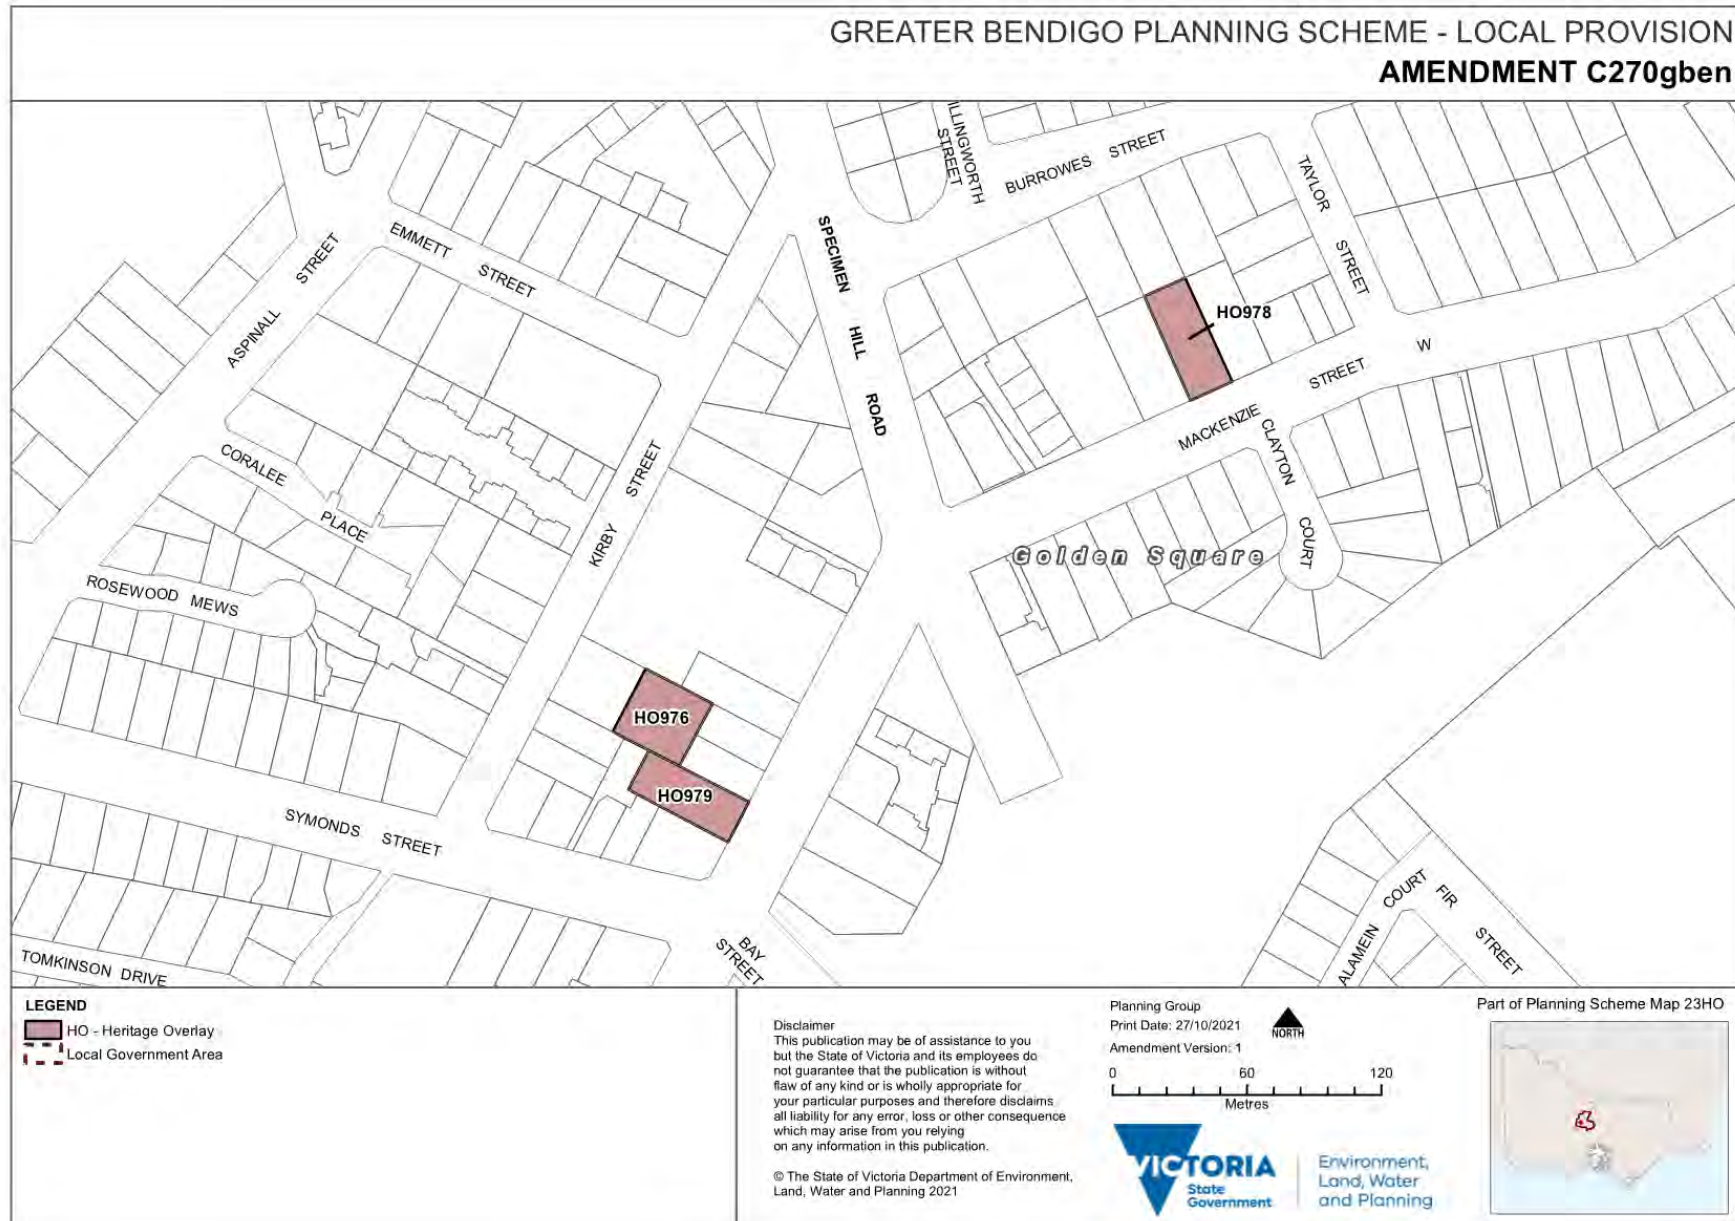 GREATER BENDIGO PLANNING SCHEME - LOCAL PROVISION
AMENDMENT C270gben
ILLINGWORTH
STREET
BURROWES STREET
TAYLOR STREET
SPECIMEN HILL ROAD
EMMETT STREET
ASPINALL STREET
HO978
STREET W
MACKENZIE
CLAYTON COURT
CORALEE PLACE
KIRBY STREET
Golden Square
ROSEWOOD MEWS
HO976
HO979
SYMONDS STREET
ALAMEIN COURT
FIR STREET
BAY
STREET
TOMKINSON DRIVE
LEGEND
HO - Heritage Overlay
Local Government Area
Disclaimer
This publication may be of assistance to you
but the State of Victoria and its employees do
not guarantee that the publication is without
flaw of any kind or is wholly appropriate for
your particular purposes and therefore disclaims
all liability for any error, loss or other consequence
which may arise from you relying
on any information in this publication.
© The State of Victoria Department of Environment,
Land, Water and Planning 2021
Planning Group
Print Date: 27/10/2021
Amendment Version: 1
NORTH
0 60 120
Metres
VICTORIA
State
Government
Environment,
Land, Water
and Planning
Part of Planning Scheme Map 23HO